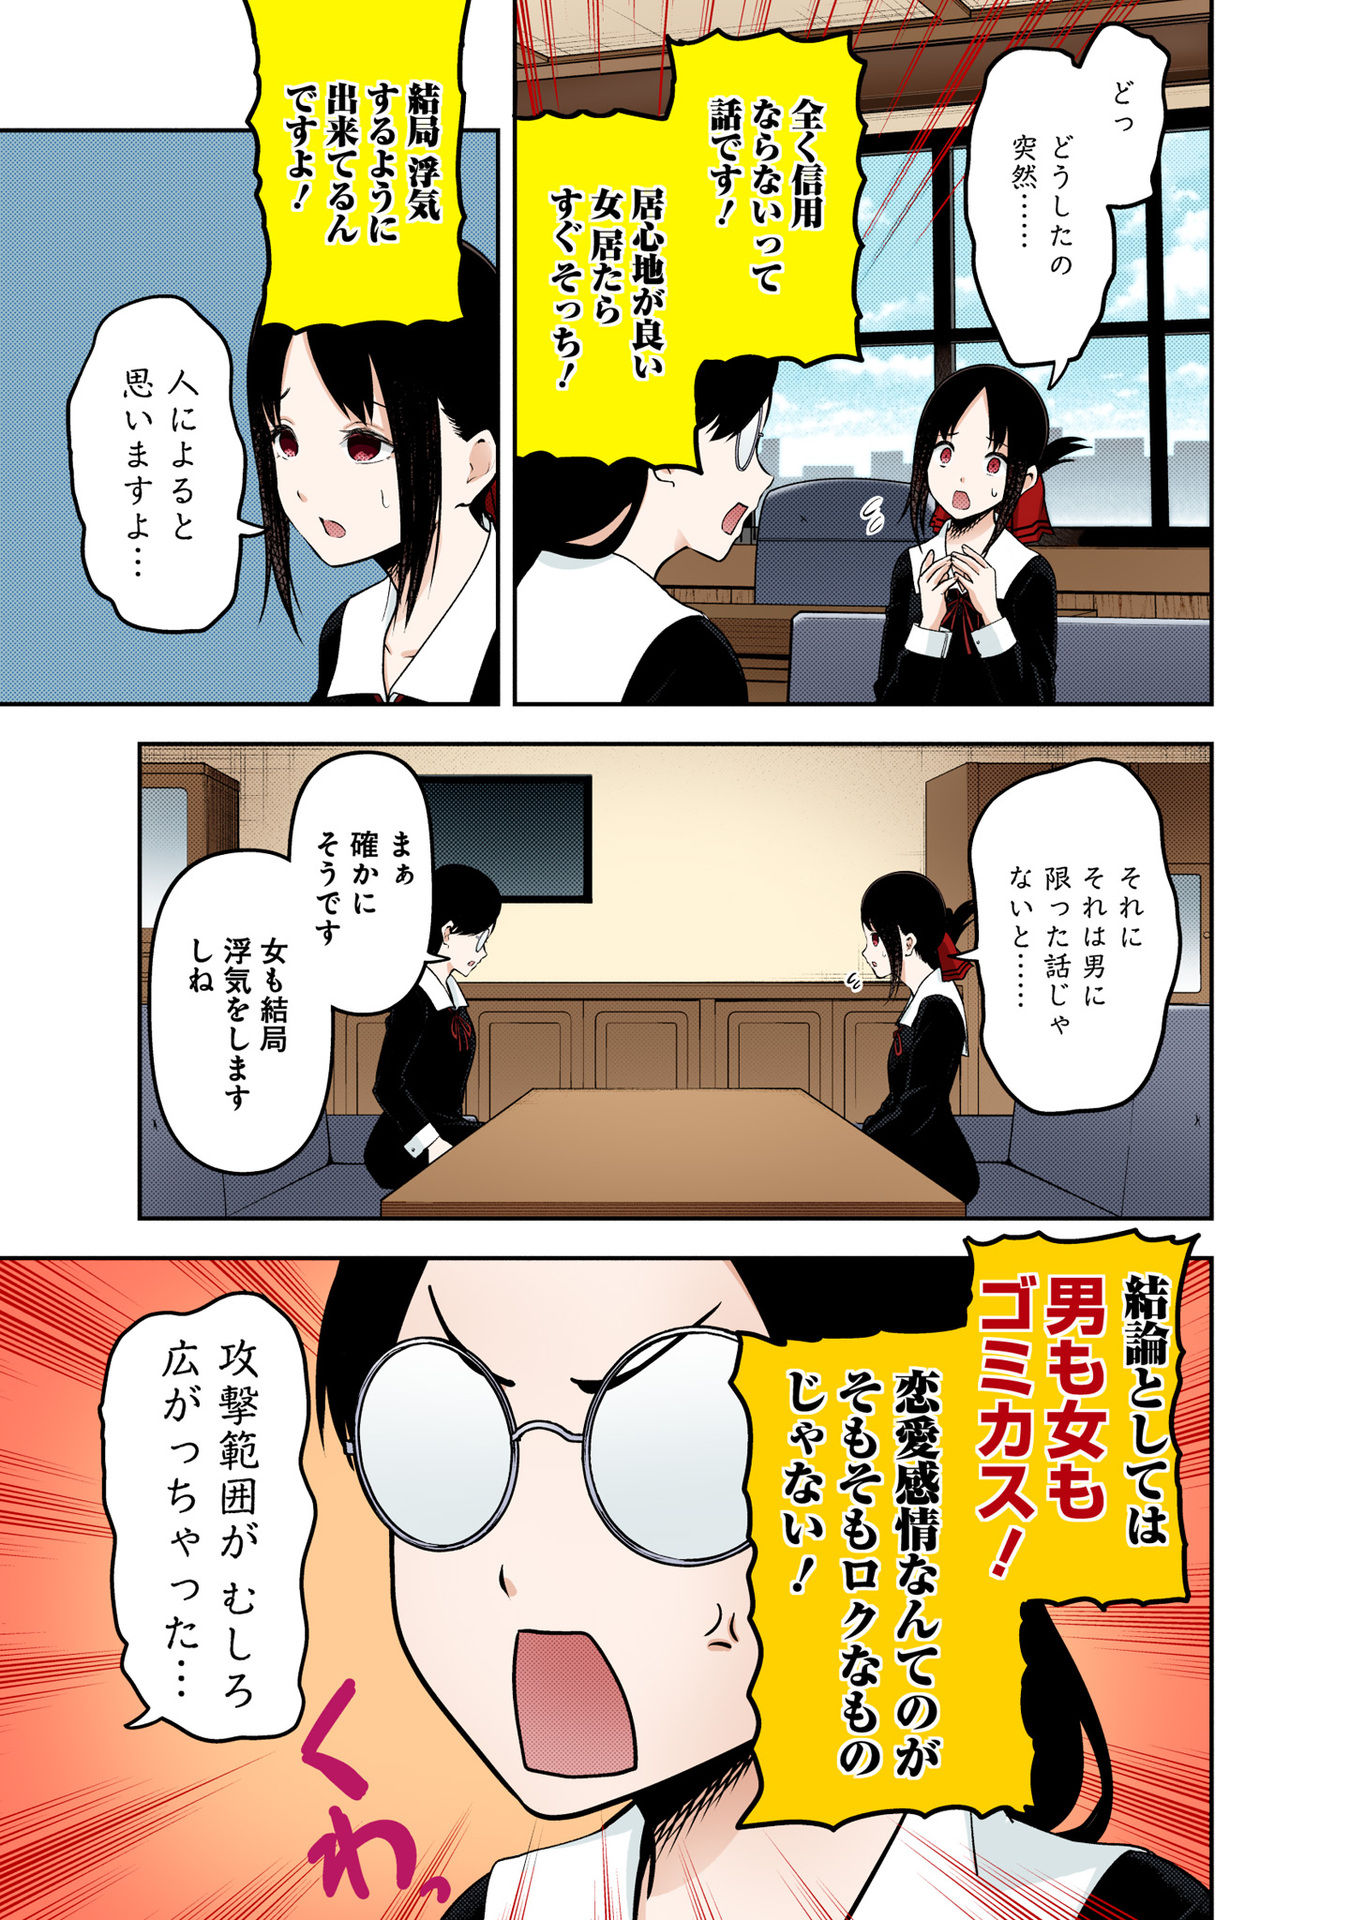 どっ
どうしたの
突然……
全く信用
ならないって
話です！
居心地が良い
女 居たら
すぐそっち！
結局 浮気
するように
出来てるん
ですよ！
人によると
思いますよ…
それに
それは男に
限った話じゃ
ないと……
まぁ
確かに
そうです
女も結局
浮気をします
しね
結論としては
男も女も
ゴミカス！
恋愛感情なんてのが
そもそもロクなもの
じゃない！
くわっ
攻撃範囲が むしろ
広がっちゃった…